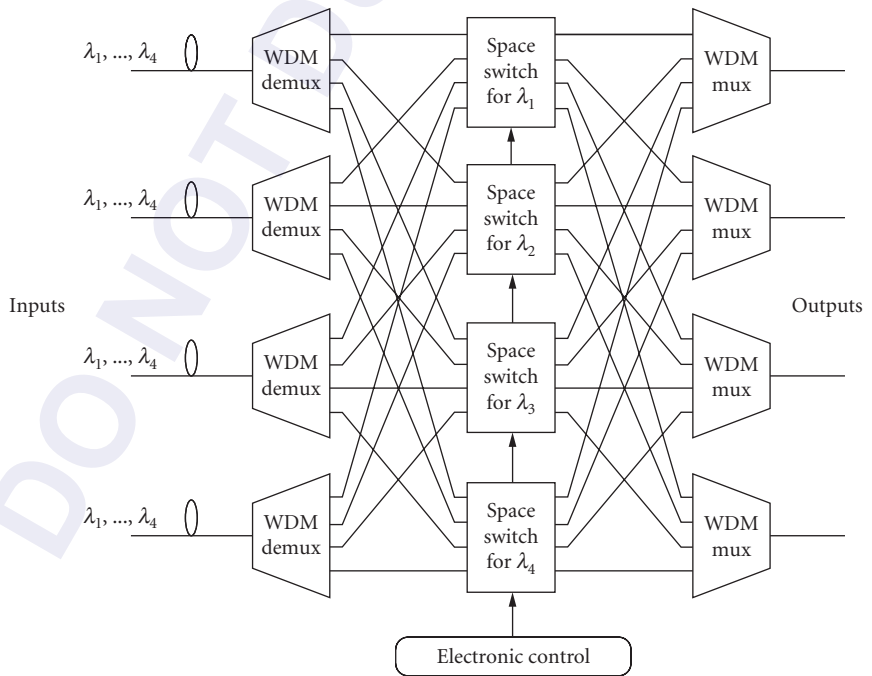 DO NOT D
λ1, ..., λ4
WDM
demux
Space
switch
for λ1
WDM
mux
λ1, ..., λ4
WDM
demux
Space
switch
for λ2
WDM
mux
Inputs
Outputs
λ1, ..., λ4
WDM
demux
Space
switch
for λ3
WDM
mux
λ1, ..., λ4
WDM
demux
Space
switch
for λ4
WDM
mux
Electronic control